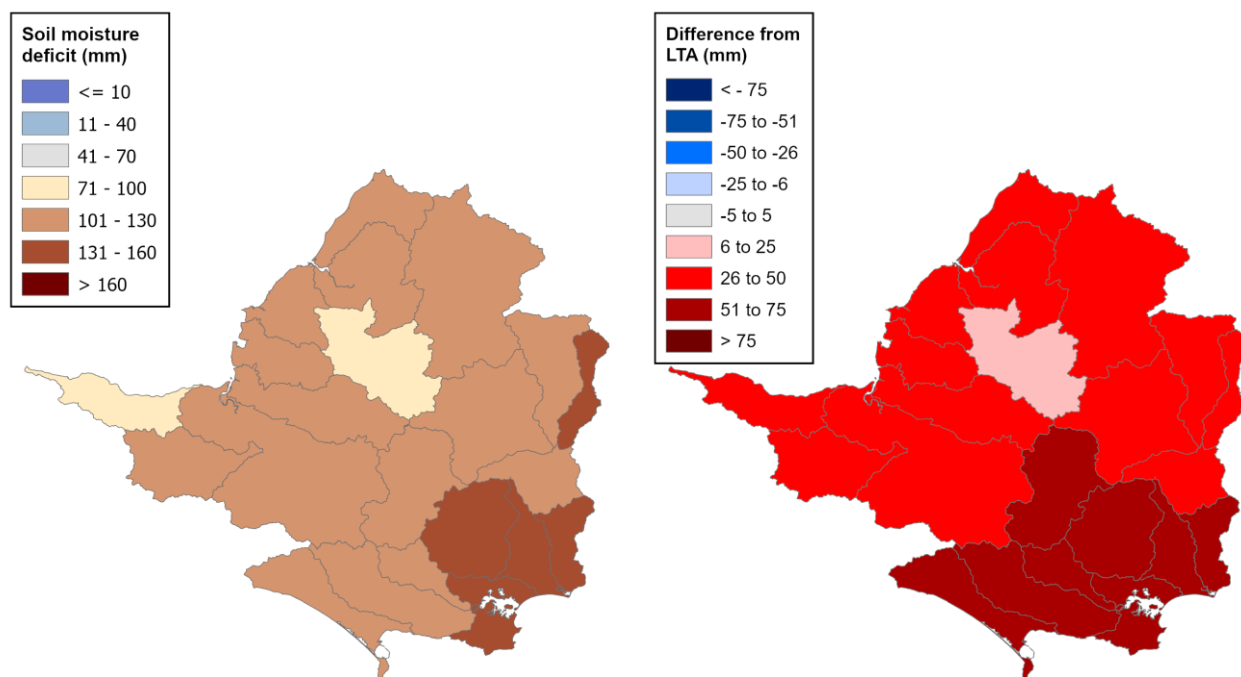 Soil moisture
deficit (mm)
<= 10
11 - 40
41 - 70
71 - 100
101 - 130
131 - 160
> 160
Difference from
LTA (mm)
< - 75
-75 to -51
-50 to -26
-25 to -6
-5 to 5
6 to 25
26 to 50
51 to 75
> 75